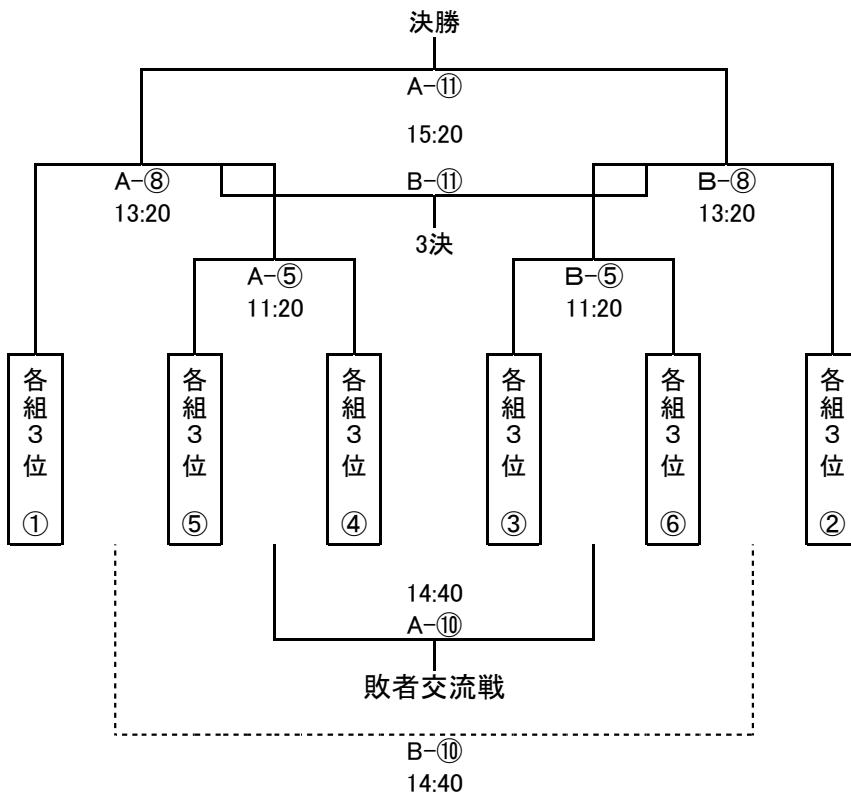 決勝
A-⑪
15:20
A-⑧
B-⑪
B-⑧
13:20
13:20
3決
A-⑤
B-⑤
11:20
11:20
各組3位 ①
各組3位 ⑤
各組3位 ④
各組3位 ③
各組3位 ⑥
各組3位 ②
14:40
A-⑩
敗者交流戦
B-⑩
14:40